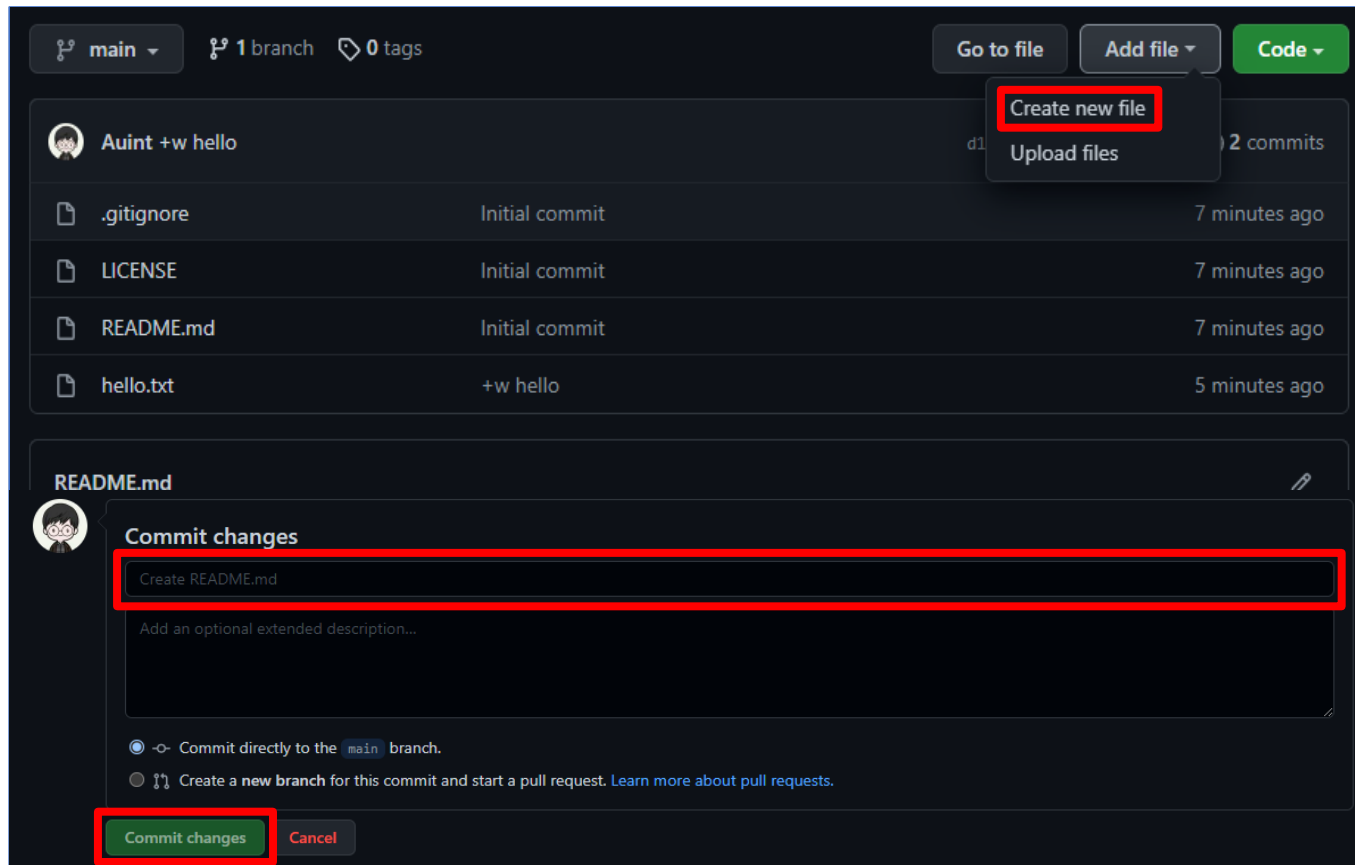 main 1 branch 0 tags Go to file Add file Code
Create new file
Auint +w hello d1 2 commits
Upload files
.gitignore Initial commit 7 minutes ago
LICENSE Initial commit 7 minutes ago
README.md Initial commit 7 minutes ago
hello.txt +w hello 5 minutes ago
README.md
Commit changes
Create README.md
Add an optional extended description...
Commit directly to the main branch.
Create a new branch for this commit and start a pull request. Learn more about pull requests.
Commit changes Cancel